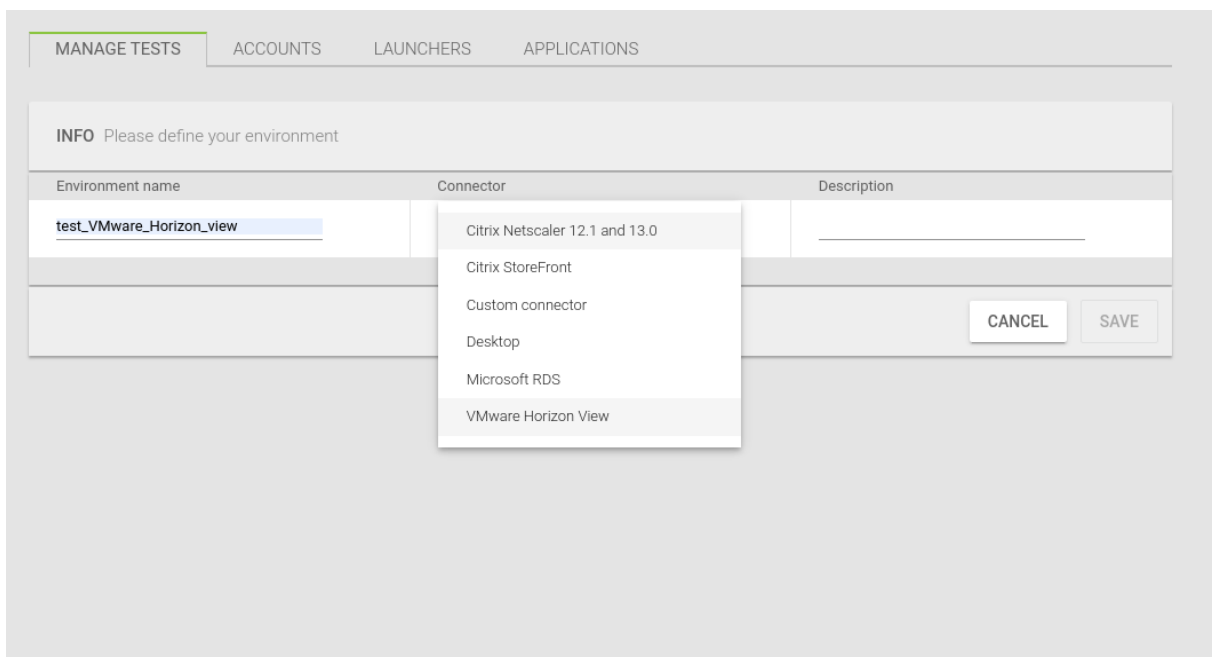 MANAGE TESTS ACCOUNTS LAUNCHERS APPLICATIONS
INFO Please define your environment
Environment name Connector Description
test_VMware_Horizon_view
Citrix Netscaler 12.1 and 13.0
Citrix StoreFront
Custom connector
Desktop
Microsoft RDS
VMware Horizon View
CANCEL SAVE